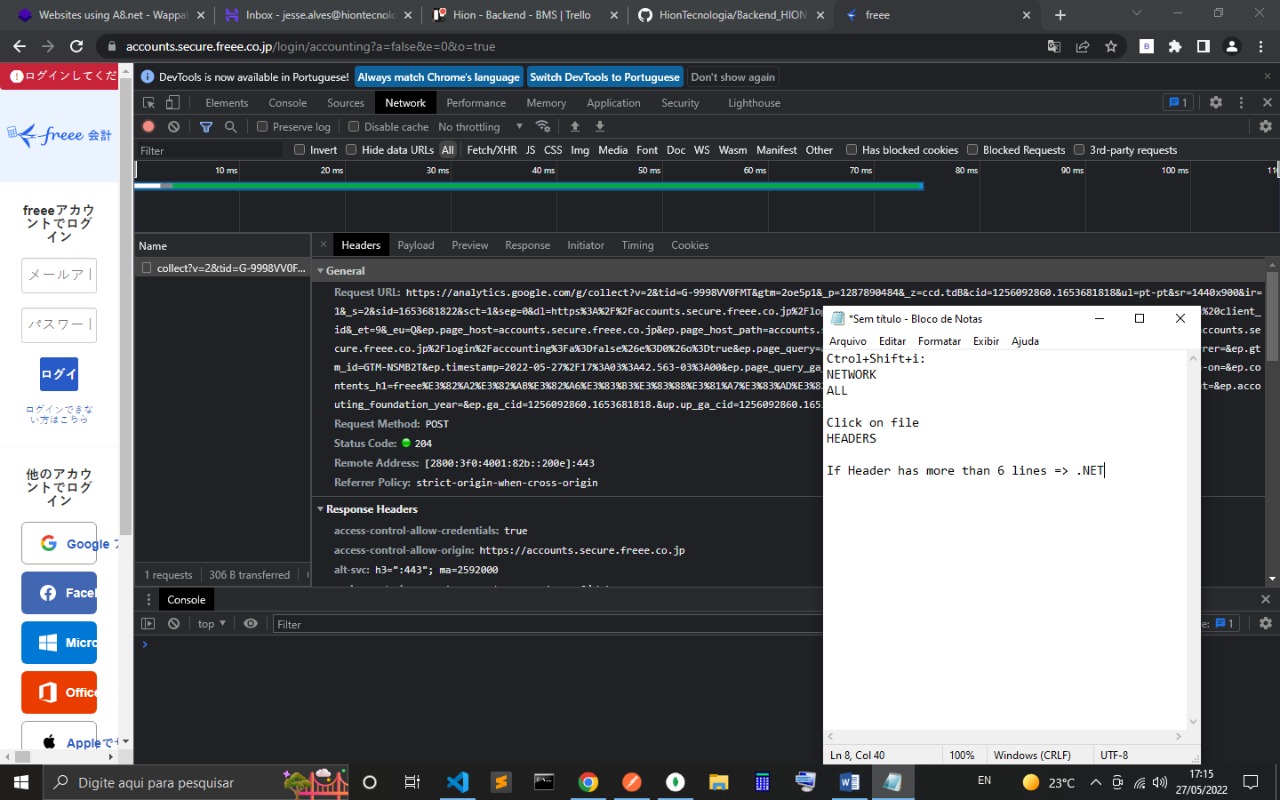 Websites using A8.net - Wappa
Inbox - jesse.alves@hiontecnolo
Hion - Backend - BMS | Trello
HionTecnologia/Backend_HION
freee
accounts.secure.freee.co.jp/login/accounting?a=false&e=0&o=true
ログインしてくだ
freee 会計
freeeアカウ
ントでログ
イン
メールア
パスワー
ログイ
ログインできな
い方はこちら
他のアカウ
ントでログ
イン
Google
Facel
Micro
Office
Appleで
DevTools is now available in Portuguese!
Always match Chrome's language
Switch DevTools to Portuguese
Don't show again
Elements
Console
Sources
Network
Performance
Memory
Application
Security
Lighthouse
1
Preserve log
Disable cache
No throttling
Filter
Invert
Hide data URLs
All
Fetch/XHR
JS
CSS
Img
Media
Font
Doc
WS
Wasm
Manifest
Other
Has blocked cookies
Blocked Requests
3rd-party requests
10 ms
20 ms
30 ms
40 ms
50 ms
60 ms
70 ms
80 ms
90 ms
100 ms
Name
collect?v=2&tid=G-9998VV0F...
1 requests
306 B transferred
Headers
Payload
Preview
Response
Initiator
Timing
Cookies
General
Request URL: https://analytics.google.com/g/collect?v=2&tid=G-9998VV0FMT&gtm=2oe5p1&_p=1287890484&_z=ccd.tdB&cid=1256092860.1653681818&ul=pt-pt&sr=1440x900&ir=
1&_s=2&sid=1653681822&sct=1&seg=0&dl=https%3A%2F%2Faccounts.secure.freee.co.jp%2Flo
%20client_
id&_et=9&_eu=Q&ep.page_host=accounts.secure.freee.co.jp&ep.page_host_path=accounts.s
ccounts.se
cure.freee.co.jp%2Flogin%2Faccounting%3Fa%3Dfalse%26e%3D0%26o%3Dtrue&ep.page_query=a
rer=&ep.gt
m_id=GTM-NSMB2T&ep.timestamp=2022-05-27%2F17%3A03%3A42.563-03%3A00&ep.page_query_ga
-on=&ep.co
ntents_h1=freee%E3%82%A2%E3%82%AB%E3%82%A6%E3%83%B3%E3%83%88%E3%81%A7%E3%83%AD%E3%82
t=&ep.acco
uting_foundation_year=&ep.ga_cid=1256092860.1653681818.&up.up_ga_cid=1256092860.165
Request Method: POST
Status Code: 204
Remote Address: [2800:3f0:4001:82b::200e]:443
Referrer Policy: strict-origin-when-cross-origin
Response Headers
access-control-allow-credentials: true
access-control-allow-origin: https://accounts.secure.freee.co.jp
alt-svc: h3=":443"; ma=2592000
Console
top
Filter
1
*Sem título - Bloco de Notas
Arquivo
Editar
Formatar
Exibir
Ajuda
Ctrol+Shift+i:
NETWORK
ALL
Click on file
HEADERS
If Header has more than 6 lines => .NET
Ln 8, Col 40
100%
Windows (CRLF)
UTF-8
Digite aqui para pesquisar
EN
23°C
17:15
27/05/2022